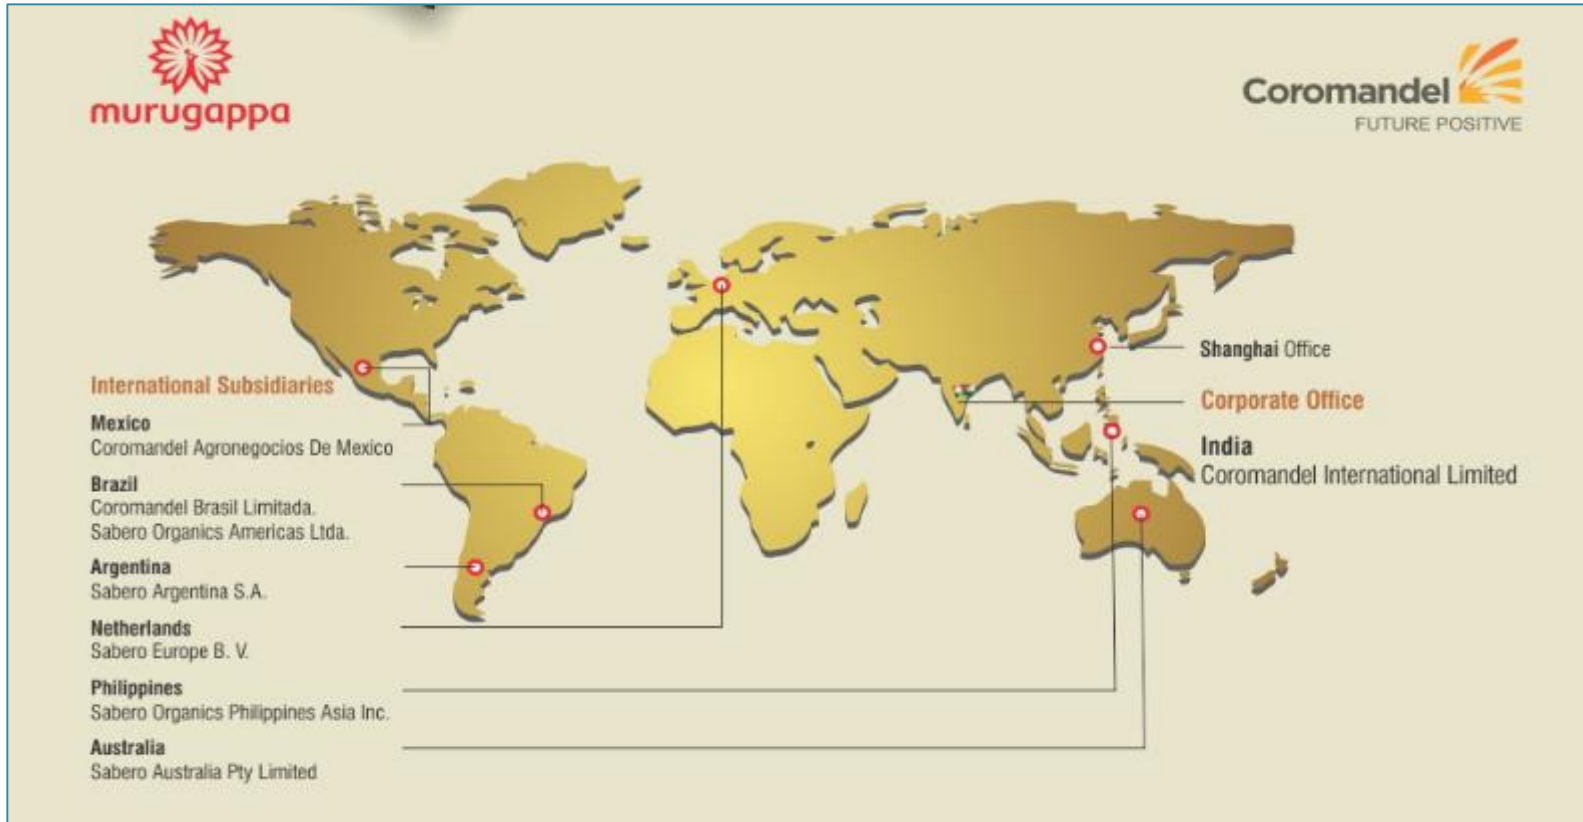 murugappa
Coromandel
FUTURE POSITIVE
International Subsidiaries
Mexico
Coromandel Agronegocios De Mexico
Brazil
Coromandel Brasil Limitada.
Sabero Organics Americas Ltda.
Argentina
Sabero Argentina S.A.
Netherlands
Sabero Europe B. V.
Philippines
Sabero Organics Philippines Asia Inc.
Australia
Sabero Australia Pty Limited
Shanghai Office
Corporate Office
India
Coromandel International Limited